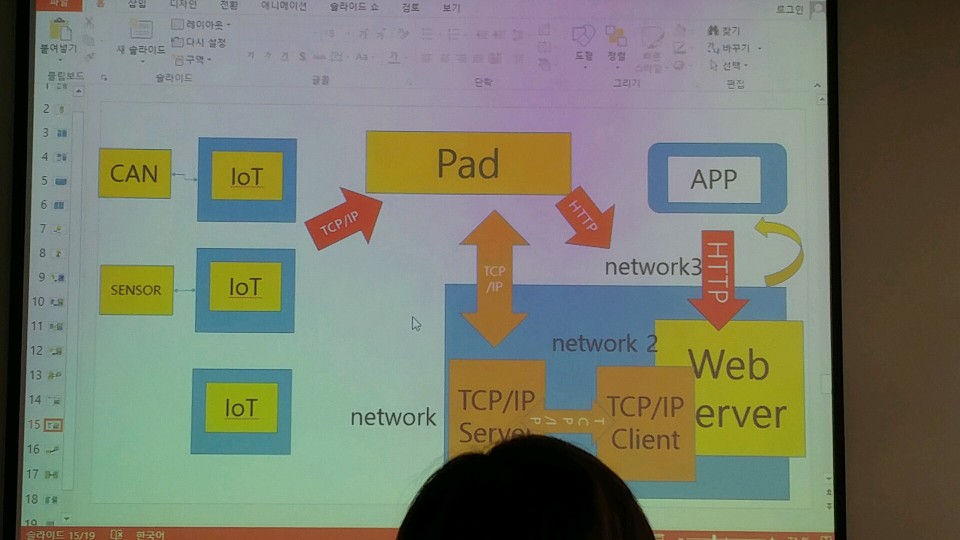 파일
홈
삽입
디자인
전환
애니메이션
슬라이드 쇼
검토
보기
로그인
붙여넣기
새 슬라이드
레이아웃
다시 설정
구역
도형
정렬
빠른
스타일
찾기
바꾸기
선택
클립보드
슬라이드
글꼴
단락
그리기
편집
1
2
3
4
5
6
7
8
9
10
11
12
13
14
15
16
17
18
19
CAN
IoT
Pad
APP
TCP/IP
HTTP
SENSOR
IoT
TCP
/IP
network3
HTTP
network 2
Web
erver
IoT
network
TCP/IP
Server
TCP/IP
TCP/IP
Client
슬라이드 15/19
한국어